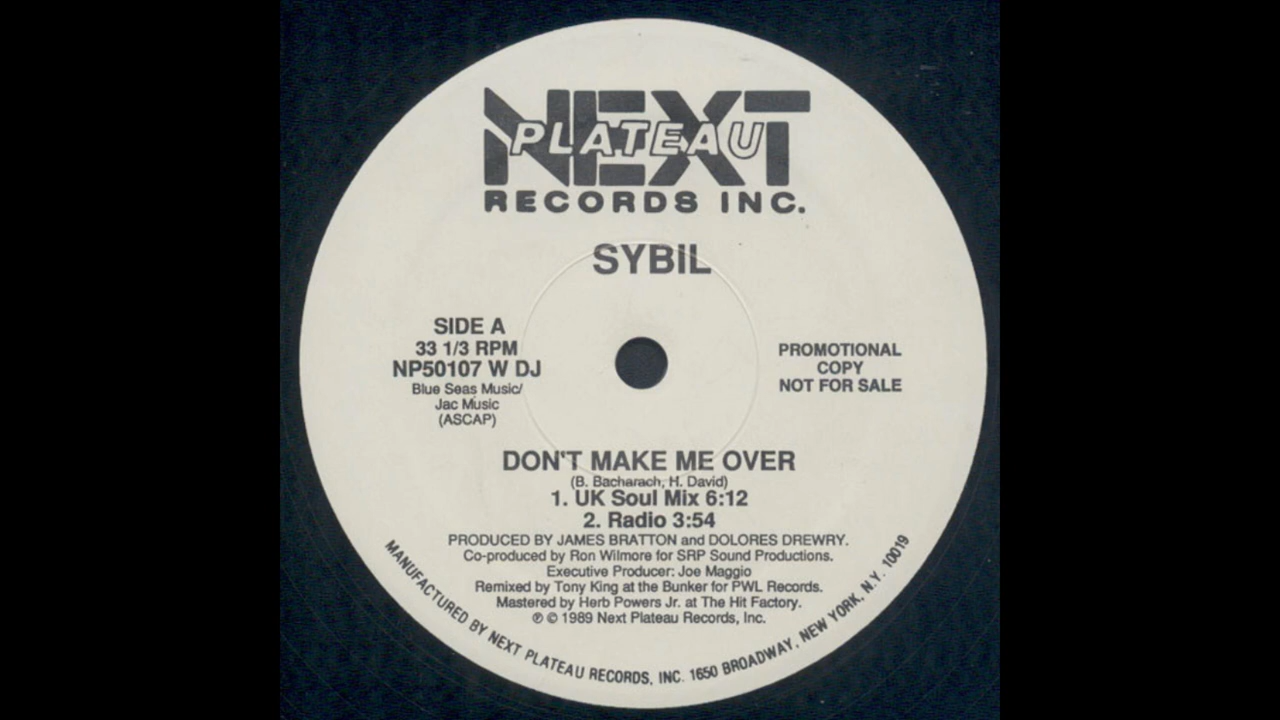 NEXT
PLATEAU
RECORDS INC.
SYBIL
SIDE A
33 1/3 RPM
NP50107 W DJ
Blue Seas Music/
Jac Music
(ASCAP)
PROMOTIONAL
COPY
NOT FOR SALE
DON'T MAKE ME OVER
(B. Bacharach, H. David)
1. UK Soul Mix 6:12
2. Radio 3:54
PRODUCED BY JAMES BRATTON and DOLORES DREWRY.
Co-produced by Ron Wilmore for SRP Sound Productions.
Executive Producer: Joe Maggio
Remixed by Tony King at the Bunker for PWL Records.
Mastered by Herb Powers Jr. at The Hit Factory.
℗ © 1989 Next Plateau Records, Inc.
MANUFACTURED BY NEXT PLATEAU RECORDS, INC. 1650 BROADWAY, NEW YORK, N.Y. 10019